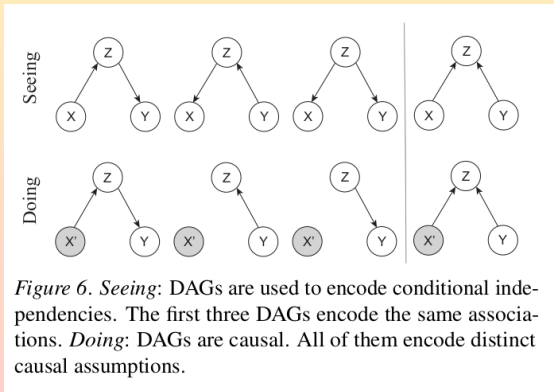 Seeing
Z Z Z Z
X Y X Y X Y X Y
Doing
Z Z Z Z
X' Y X' Y X' Y X' Y
Figure 6. Seeing: DAGs are used to encode conditional inde-
pendencies. The first three DAGs encode the same associa-
tions. Doing: DAGs are causal. All of them encode distinct
causal assumptions.